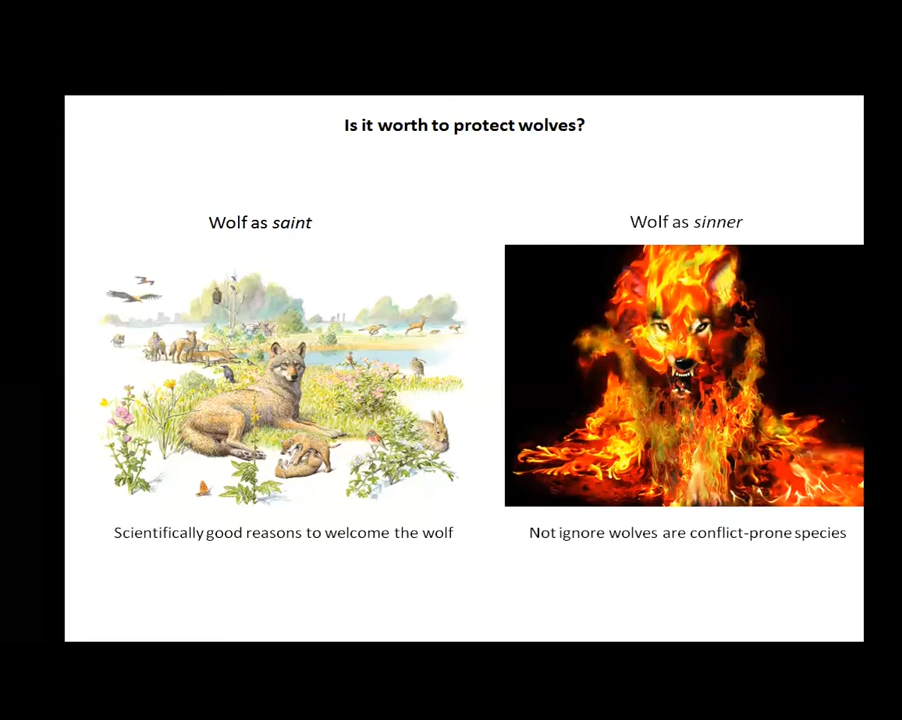 Is it worth to protect wolves?
Wolf as saint
Wolf as sinner
Scientifically good reasons to welcome the wolf
Not ignore wolves are conflict-prone species